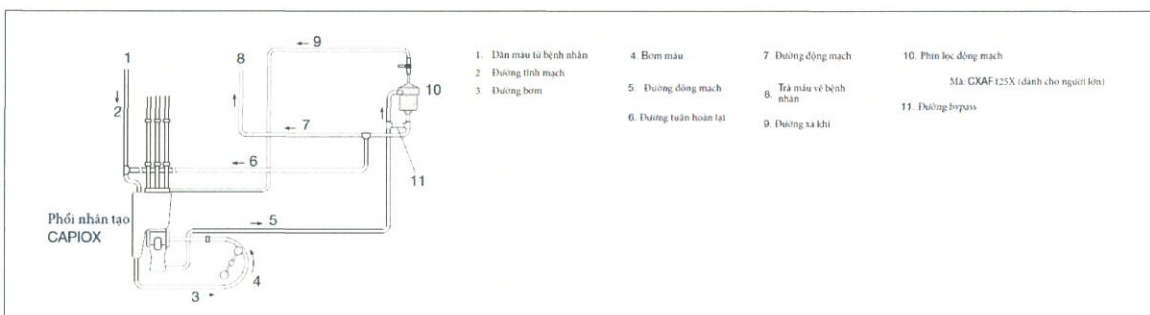 1
8
← 9
10
2
← 7
← 6
11
Phổi nhân tạo
CAPIOX
→ 5
3
4
1. Dẫn máu từ bệnh nhân
2 Đường tĩnh mạch
3 Đường bơm
4. Bơm máu
5. Đường động mạch
6. Đường tuần hoàn lại
7. Đường động mạch
8. Trả máu về bệnh
nhân
9. Đường xả khí
10. Phin lọc động mạch
Mã: CXAF125X (dành cho người lớn)
11. Đường bypass